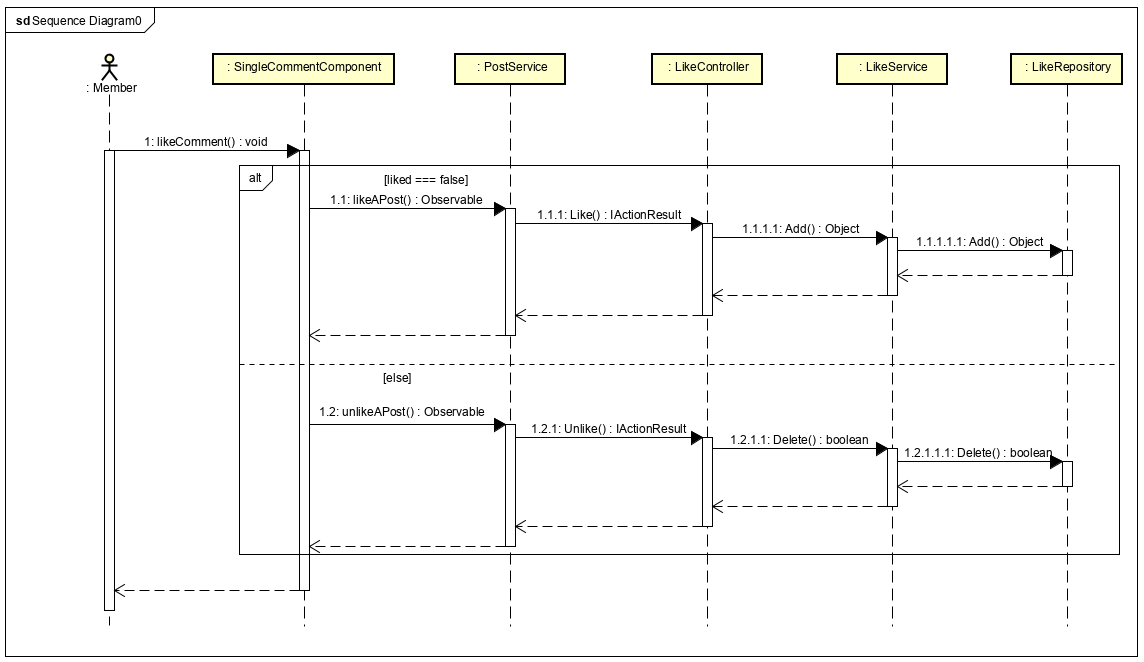 sd Sequence Diagram0
: Member
: SingleCommentComponent
: PostService
: LikeController
: LikeService
: LikeRepository
1: likeComment() : void
alt
[liked === false]
1.1: likeAPost() : Observable
1.1.1: Like() : IActionResult
1.1.1.1: Add() : Object
1.1.1.1.1: Add() : Object
[else]
1.2: unlikeAPost() : Observable
1.2.1: Unlike() : IActionResult
1.2.1.1: Delete() : boolean
1.2.1.1.1: Delete() : boolean